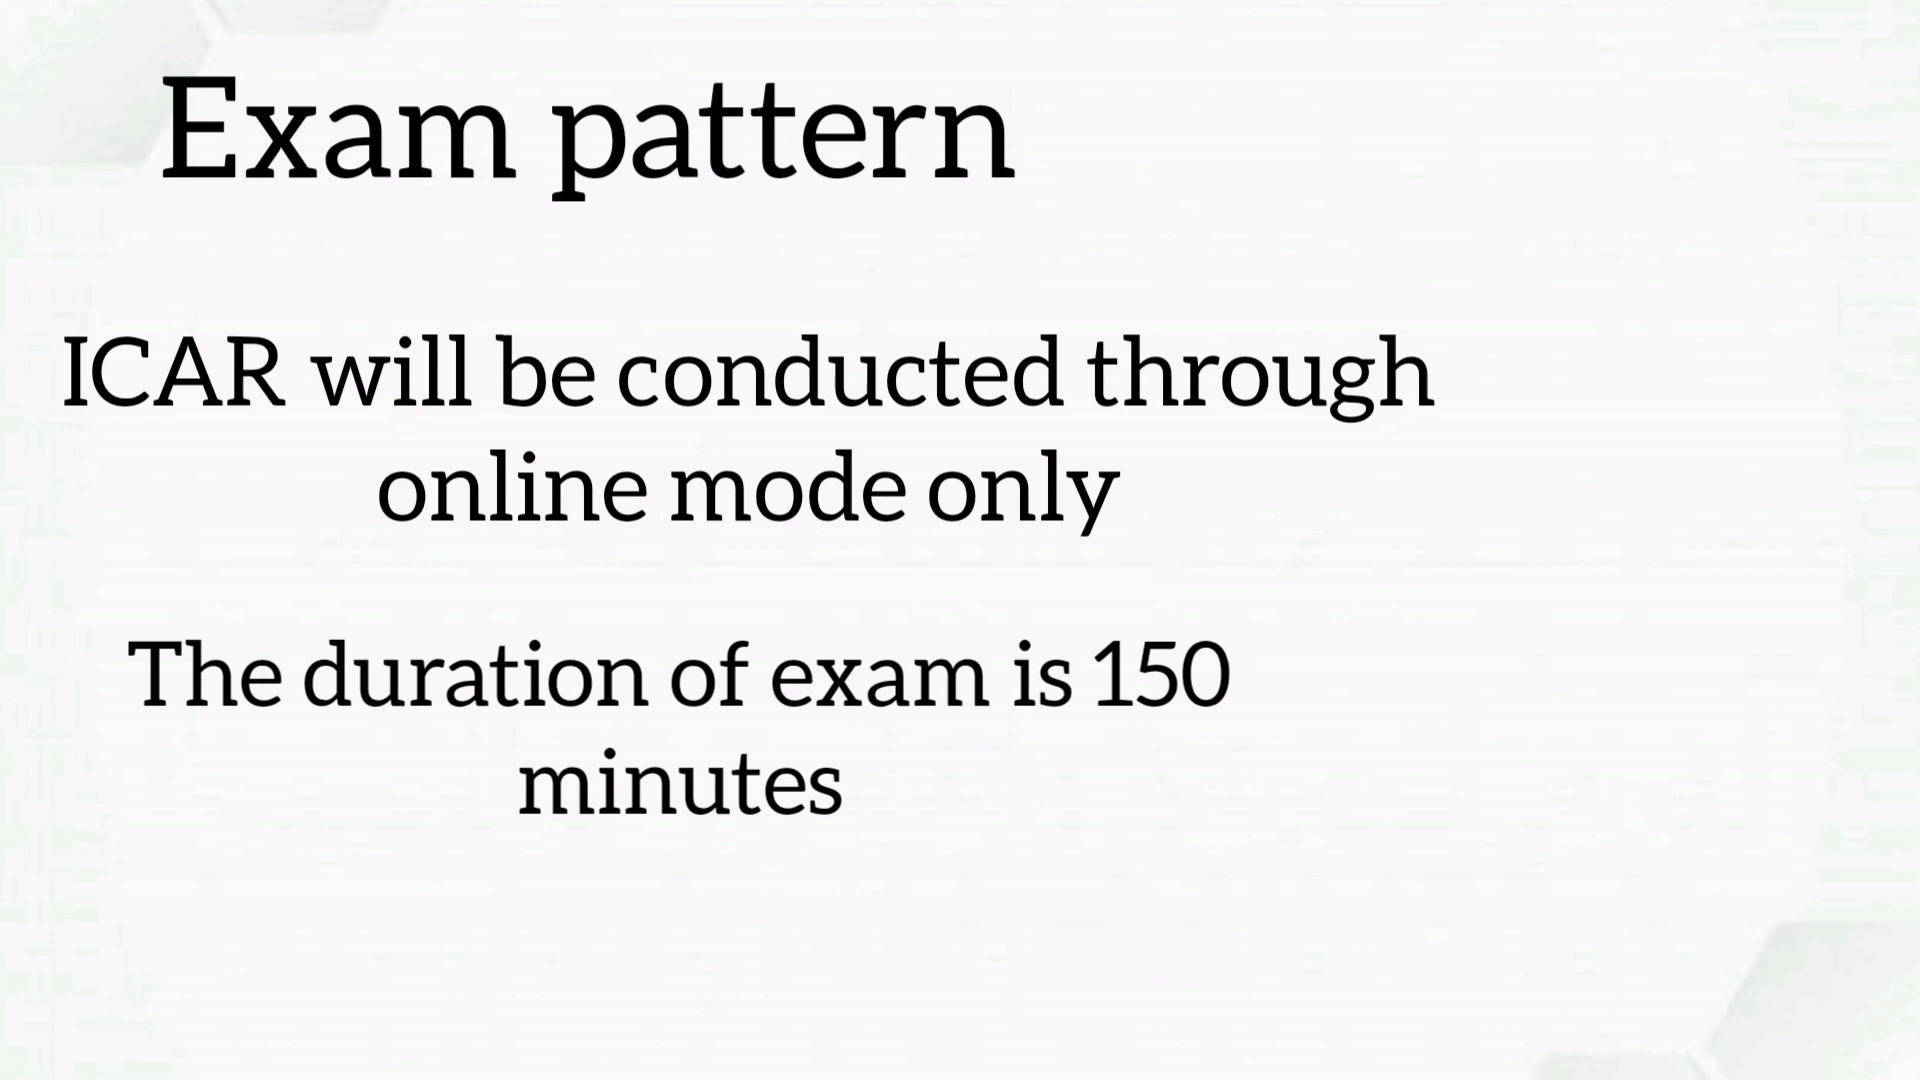 Exam pattern
ICAR will be conducted through
online mode only
The duration of exam is 150
minutes